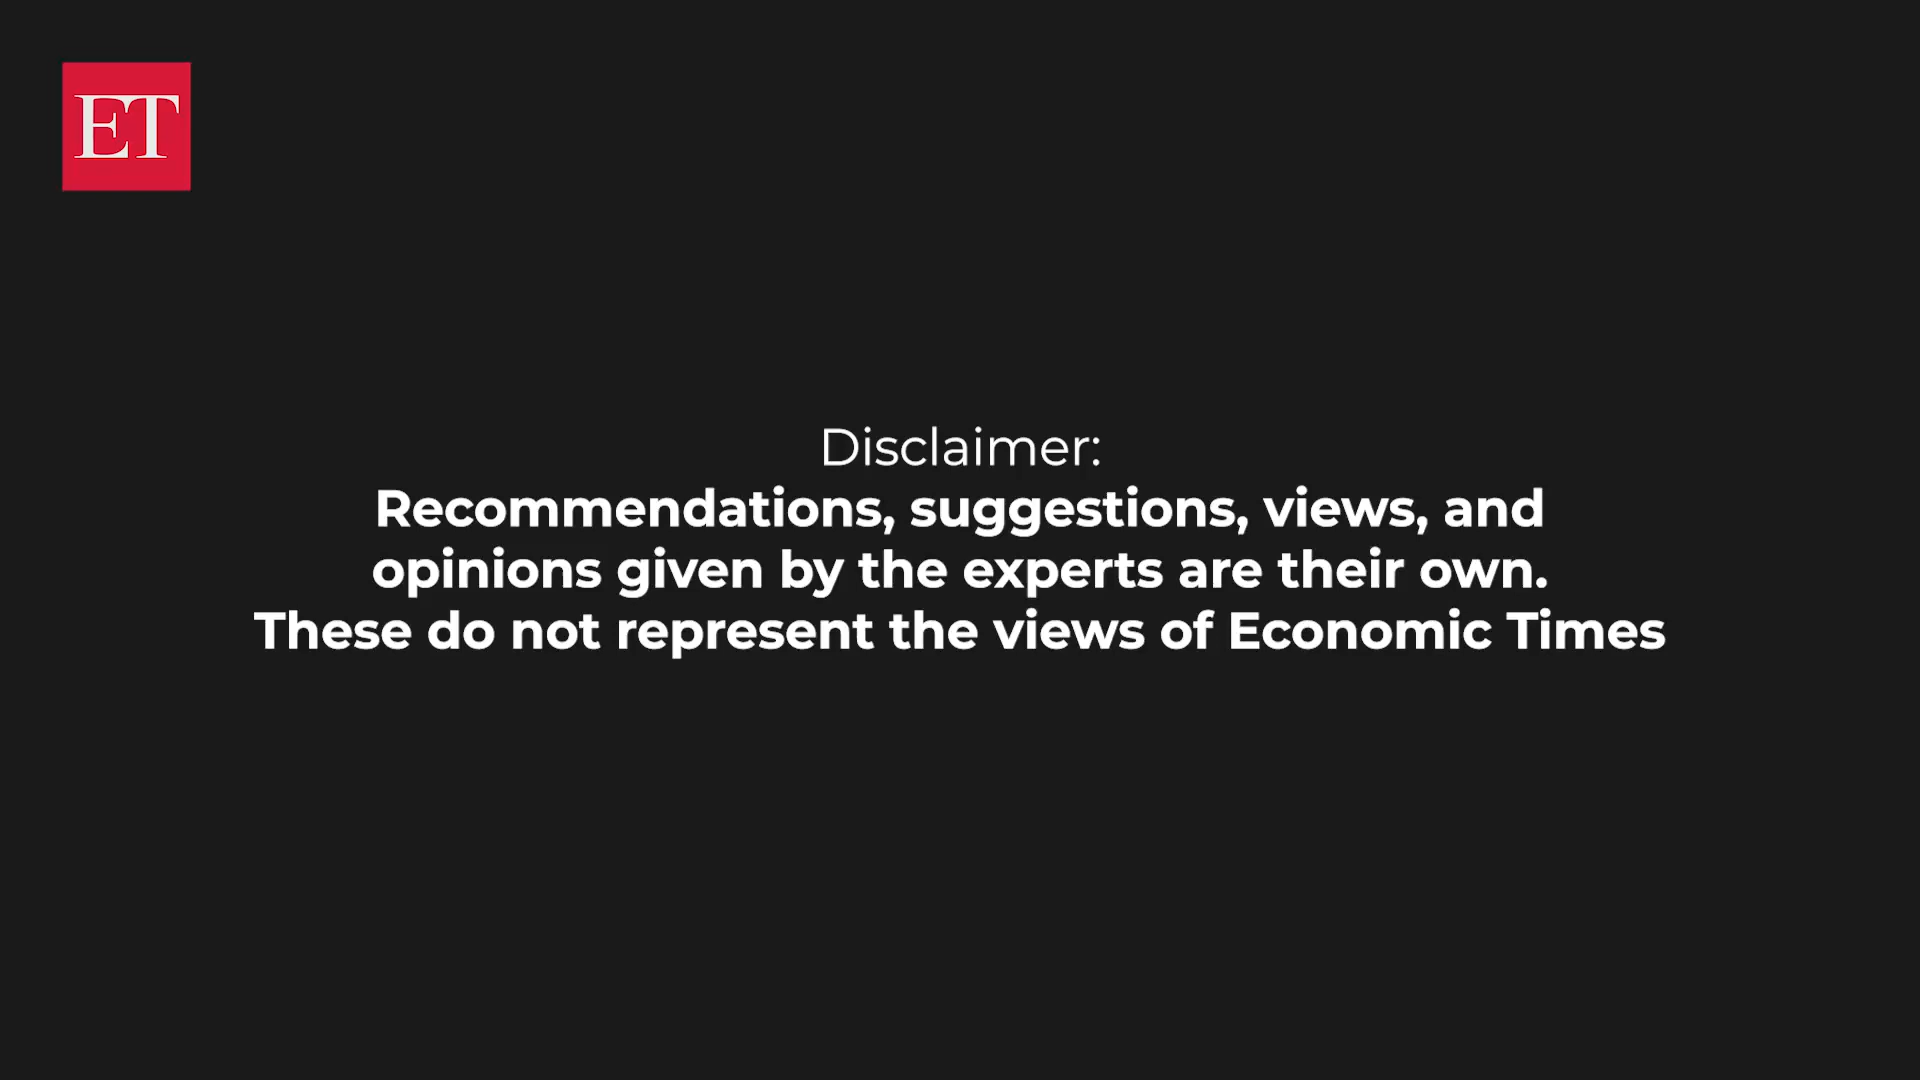 ET
Disclaimer:
Recommendations, suggestions, views, and
opinions given by the experts are their own.
These do not represent the views of Economic Times